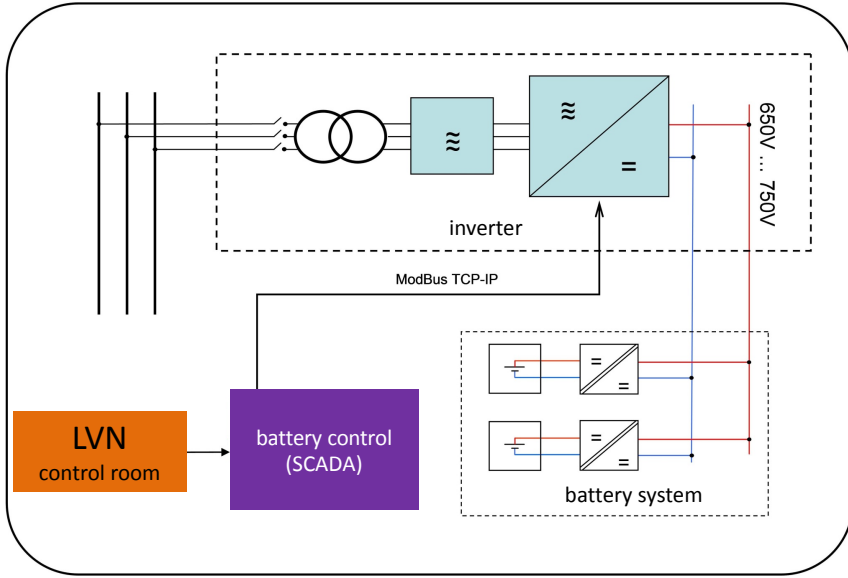 650V ... 750V
≋
≋
=
inverter
ModBus TCP-IP
=
=
=
=
battery system
LVN
control room
battery control
(SCADA)